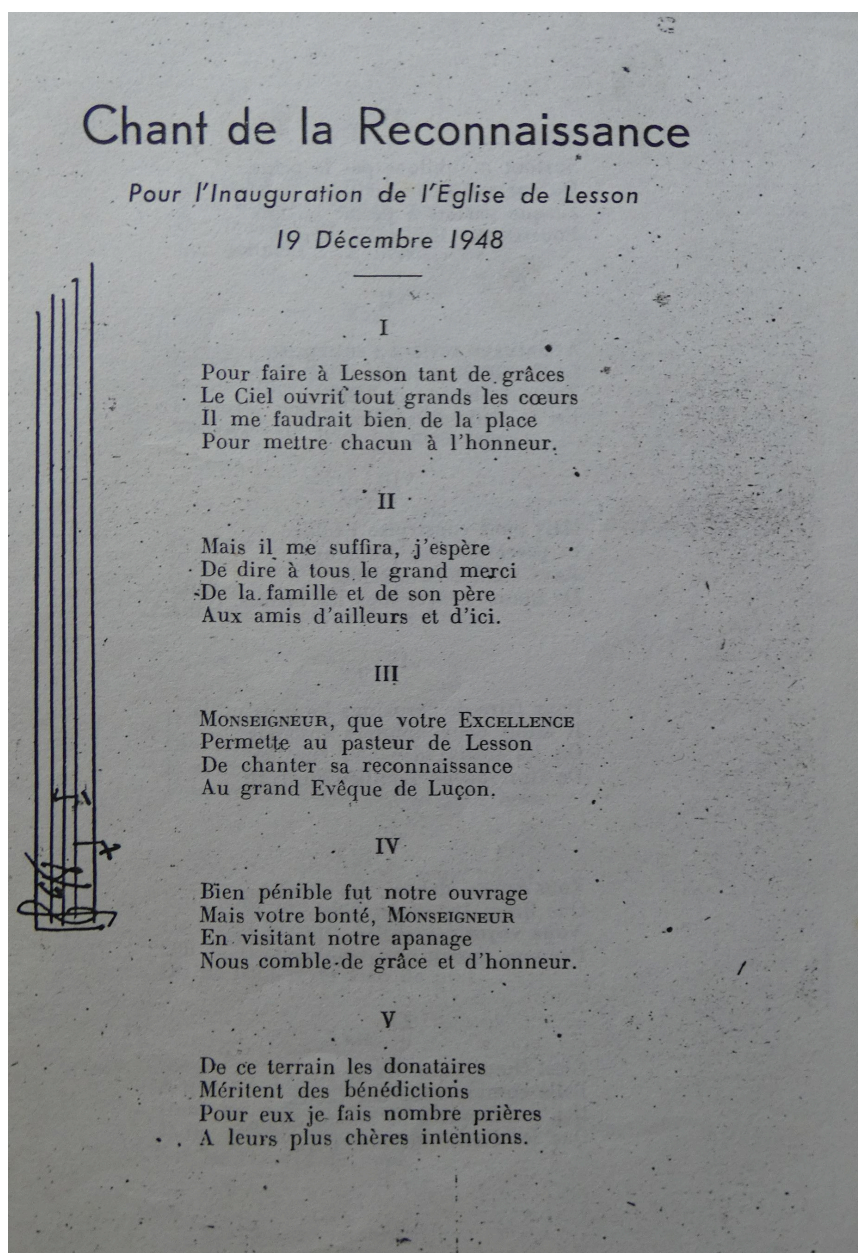 Chant de la Reconnaissance
Pour l'Inauguration de l'Eglise de Lesson
19 Décembre 1948
I
Pour faire à Lesson tant de grâces
Le Ciel ouvrit tout grands les cœurs
Il me faudrait bien de la place
Pour mettre chacun à l'honneur.
II
Mais il me suffira, j'espère
De dire à tous le grand merci
De la famille et de son père
Aux amis d'ailleurs et d'ici.
III
MONSEIGNEUR, que votre EXCELLENCE
Permette au pasteur de Lesson
De chanter sa reconnaissance
Au grand Evêque de Luçon.
IV
Bien pénible fut notre ouvrage
Mais votre bonté, MONSEIGNEUR
En visitant notre apanage
Nous comble de grâce et d'honneur.
V
De ce terrain les donataires
Méritent des bénédictions
Pour eux je fais nombre prières
A leurs plus chères intentions.